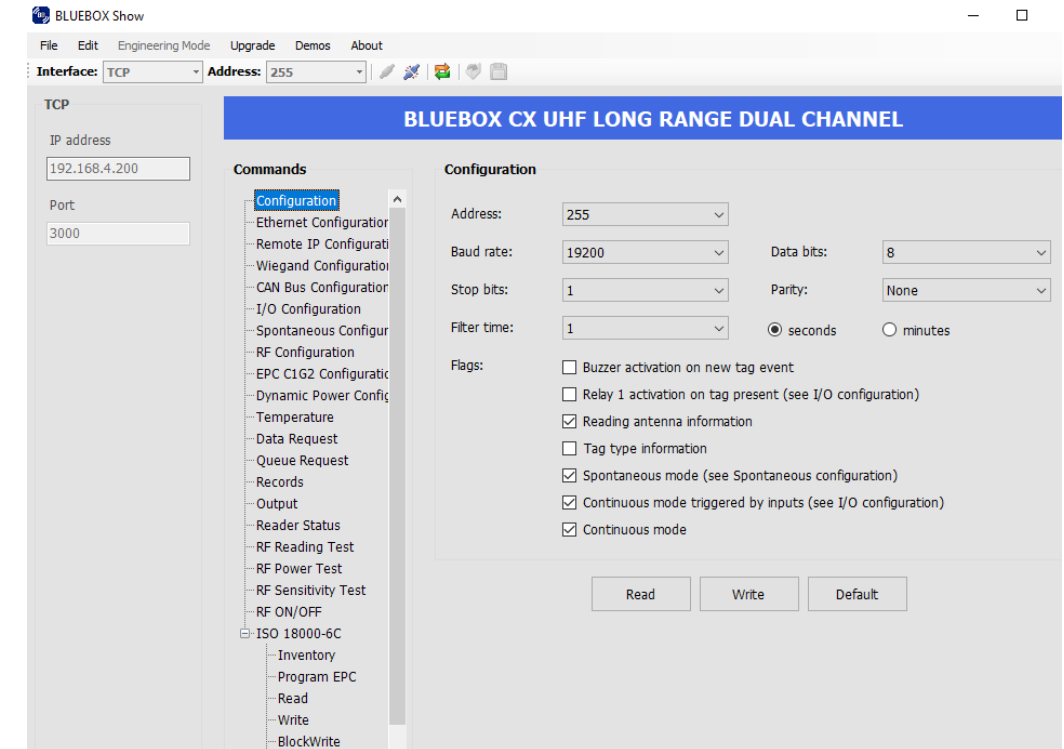 BLUEBOX Show
File Edit Engineering Mode Upgrade Demos About
Interface: TCP Address: 255
TCP
IP address
192.168.4.200
Port
3000
BLUEBOX CX UHF LONG RANGE DUAL CHANNEL
Commands
Configuration
Ethernet Configuration
Remote IP Configurati
Wiegand Configuration
CAN Bus Configuration
I/O Configuration
Spontaneous Configur
RF Configuration
EPC C1G2 Configuratic
Dynamic Power Config
Temperature
Data Request
Queue Request
Records
Output
Reader Status
RF Reading Test
RF Power Test
RF Sensitivity Test
RF ON/OFF
ISO 18000-6C
Inventory
Program EPC
Read
Write
BlockWrite
Configuration
Address: 255
Baud rate: 19200 Data bits: 8
Stop bits: 1 Parity: None
Filter time: 1 seconds minutes
Flags: Buzzer activation on new tag event
Relay 1 activation on tag present (see I/O configuration)
Reading antenna information
Tag type information
Spontaneous mode (see Spontaneous configuration)
Continuous mode triggered by inputs (see I/O configuration)
Continuous mode
Read Write Default